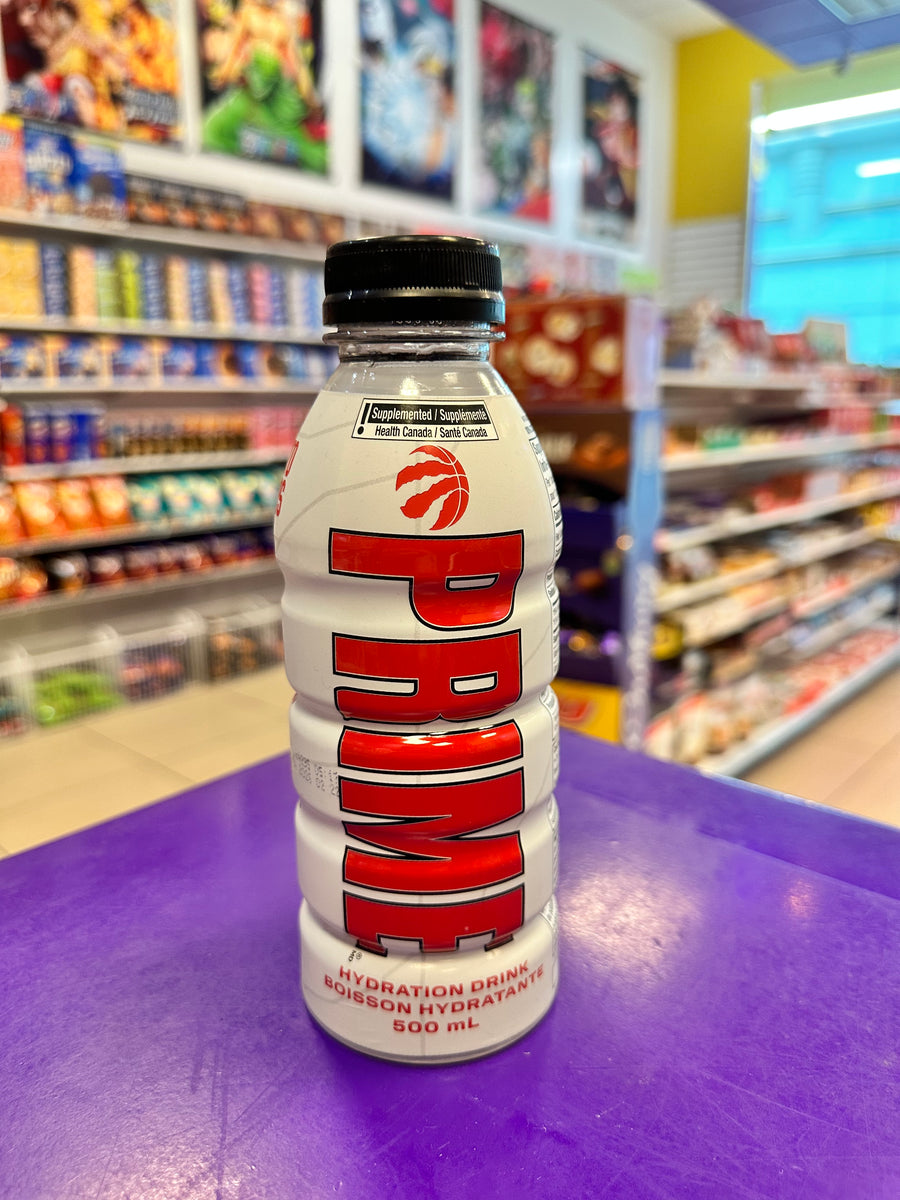 Supplemented / Supplémenté
Health Canada / Santé Canada
PRIME
HYDRATION DRINK
BOISSON HYDRATANTE
500 mL